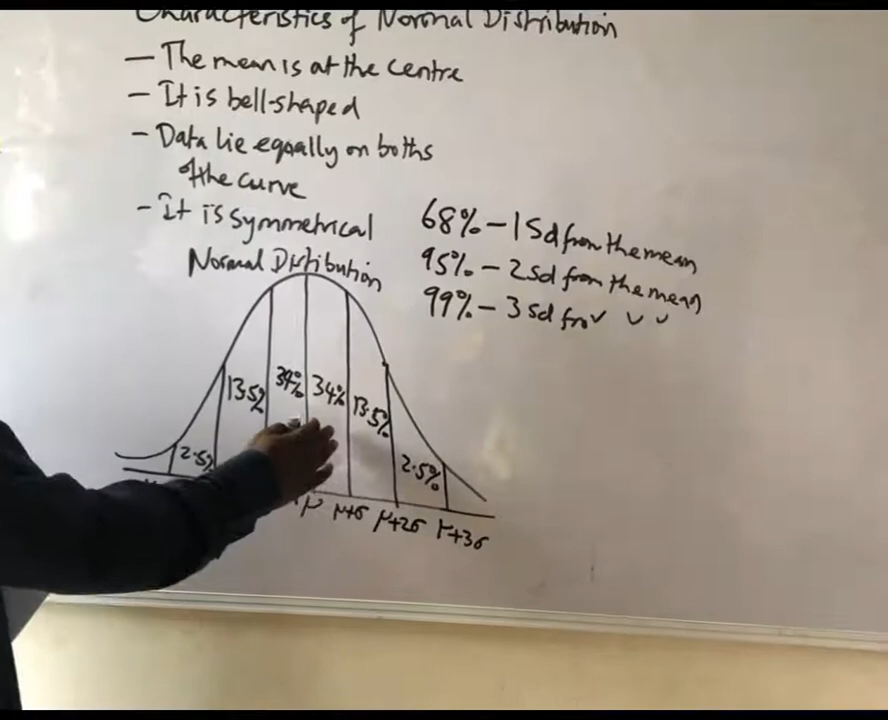 Characteristics of Normal Distribution
— The mean is at the centre
— It is bell-shaped
— Data lie equally on boths
of the curve
— It is symmetrical
68% — 1Sd from the mean
95% — 2sd from the mean
99% — 3sd fro
Normal Distribution
13.5% 34% 34% 13.5%
2.5% 2.5%
μ μ+σ μ+2σ μ+3σ